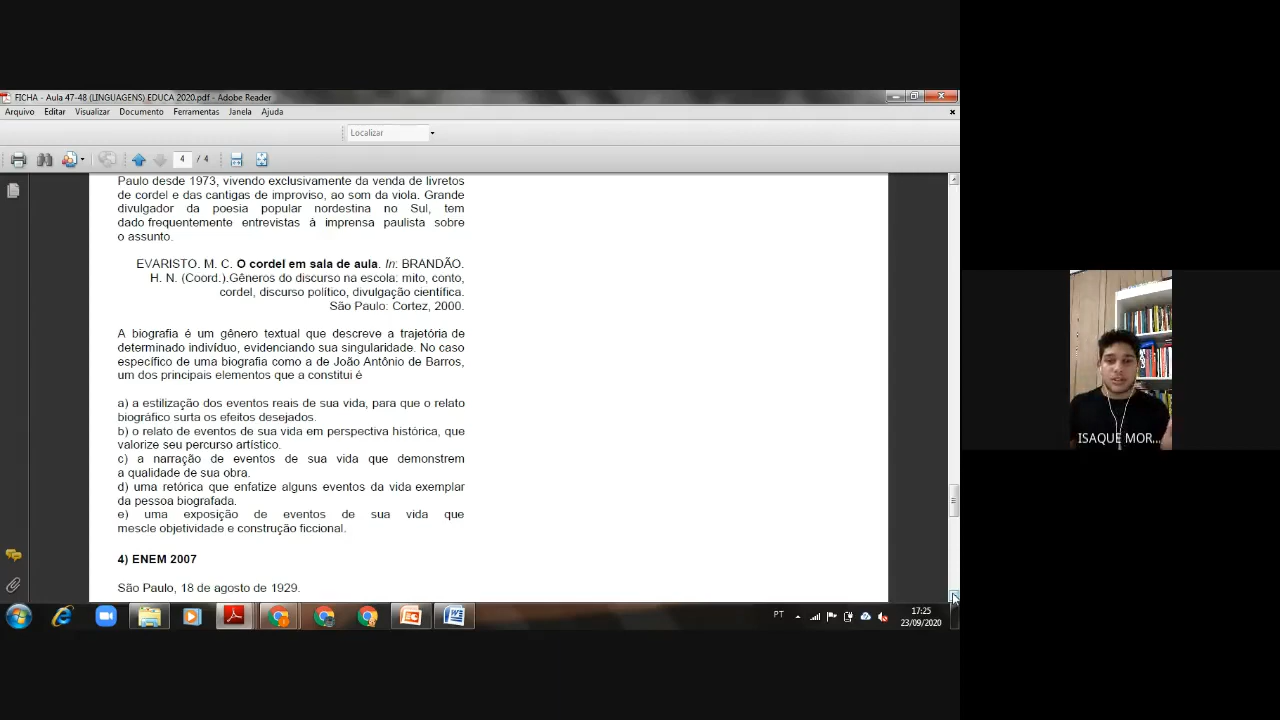 FICHA - Aula 47-48 (LINGUAGENS) EDUCA 2020.pdf - Adobe Reader
Arquivo Editar Visualizar Documento Ferramentas Janela Ajuda
Localizar
4 / 4
Paulo desde 1973, vivendo exclusivamente da venda de livretos
de cordel e das cantigas de improviso, ao som da viola. Grande
divulgador da poesia popular nordestina no Sul, tem
dado frequentemente entrevistas à imprensa paulista sobre
o assunto.
EVARISTO. M. C. O cordel em sala de aula. In: BRANDÃO.
H. N. (Coord.).Gêneros do discurso na escola: mito, conto,
cordel, discurso político, divulgação científica.
São Paulo: Cortez, 2000.
A biografia é um gênero textual que descreve a trajetória de
determinado indivíduo, evidenciando sua singularidade. No caso
específico de uma biografia como a de João Antônio de Barros,
um dos principais elementos que a constitui é
a) a estilização dos eventos reais de sua vida, para que o relato
biográfico surta os efeitos desejados.
b) o relato de eventos de sua vida em perspectiva histórica, que
valorize seu percurso artístico.
c) a narração de eventos de sua vida que demonstrem
a qualidade de sua obra.
d) uma retórica que enfatize alguns eventos da vida exemplar
da pessoa biografada.
e) uma exposição de eventos de sua vida que
mescle objetividade e construção ficcional.
4) ENEM 2007
São Paulo, 18 de agosto de 1929.
ISAQUE MOR...
PT
17:25
23/09/2020